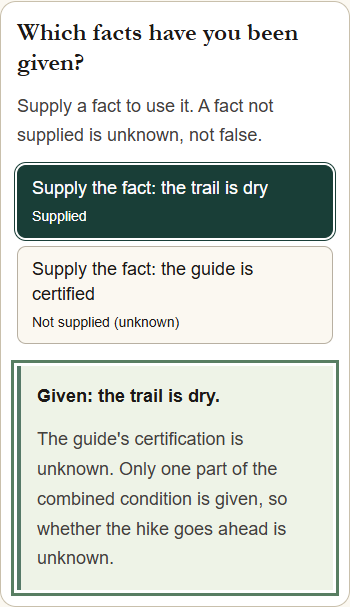 Which facts have you been
given?
Supply a fact to use it. A fact not
supplied is unknown, not false.
Supply the fact: the trail is dry
Supplied
Supply the fact: the guide is
certified
Not supplied (unknown)
Given: the trail is dry.
The guide's certification is
unknown. Only one part of the
combined condition is given, so
whether the hike goes ahead is
unknown.